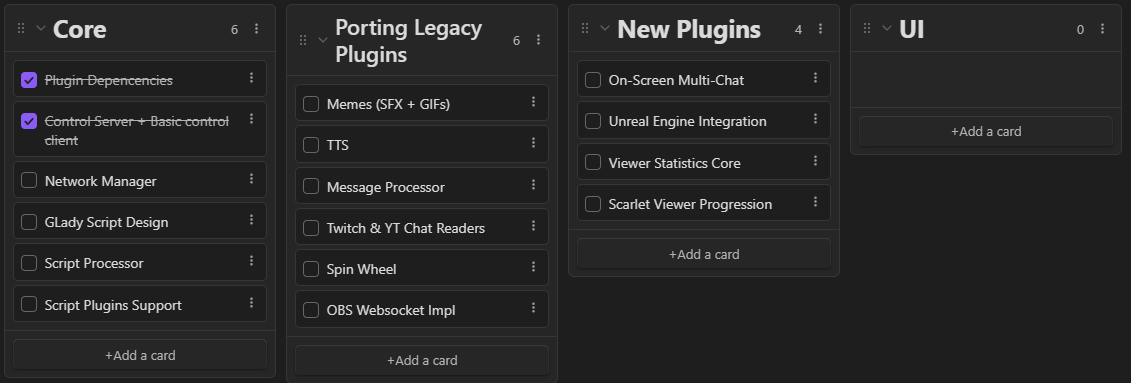 Core
6
Plugin Depencencies
Control Server + Basic control
client
Network Manager
GLady Script Design
Script Processor
Script Plugins Support
+Add a card
Porting Legacy
Plugins
6
Memes (SFX + GIFs)
TTS
Message Processor
Twitch & YT Chat Readers
Spin Wheel
OBS Websocket Impl
+Add a card
New Plugins
4
On-Screen Multi-Chat
Unreal Engine Integration
Viewer Statistics Core
Scarlet Viewer Progression
+Add a card
UI
0
+Add a card